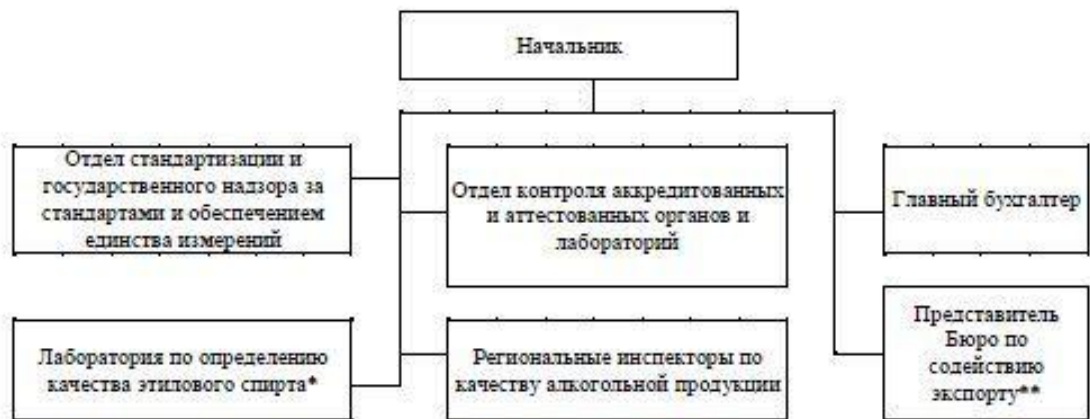 Начальник
Отдел стандартизации и
государственного надзора за
стандартами и обеспечением
единства измерений
Отдел контроля аккредитованных
и аттестованных органов и
лабораторий
Главный бухгалтер
Лаборатория по определению
качества этилового спирта*
Региональные инспекторы по
качеству алкогольной продукции
Представитель
Бюро по
содействию
экспорту**